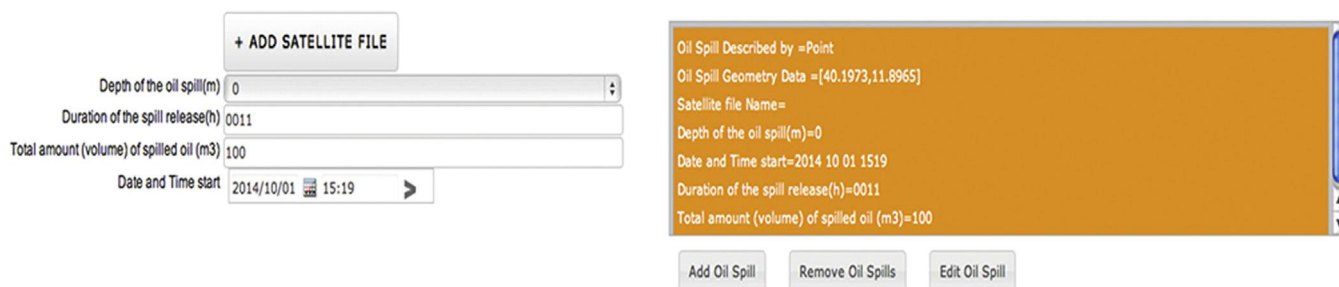 + ADD SATELLITE FILE
Depth of the oil spill(m) 0
Duration of the spill release(h) 0011
Total amount (volume) of spilled oil (m3) 100
Date and Time start 2014/10/01 15:19 >
Oil Spill Described by =Point
Oil Spill Geometry Data =[40.1973,11.8965]
Satellite file Name=
Depth of the oil spill(m)=0
Date and Time start=2014 10 01 1519
Duration of the spill release(h)=0011
Total amount (volume) of spilled oil (m3)=100
Add Oil Spill Remove Oil Spills Edit Oil Spill